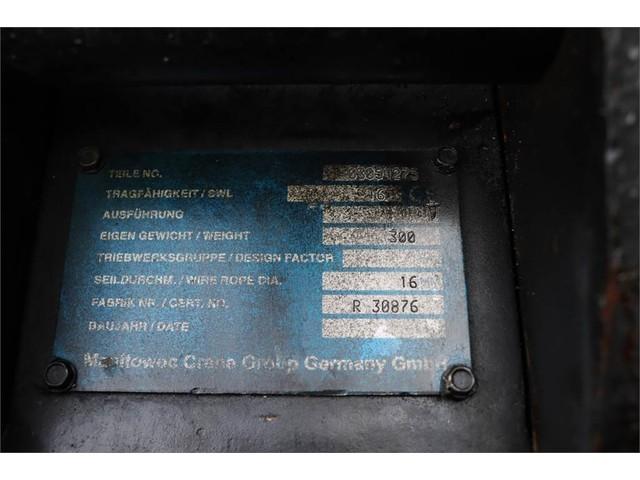 TEILE NO. 03051275
TRAGFÄHIGKEIT / SWL
AUSFÜHRUNG
EIGEN GEWICHT / WEIGHT 300
TRIEBWERKSGRUPPE / DESIGN FACTOR
SEILDURCHM. / WIRE ROPE DIA. 16
FABRIK NR. / CERT. NO. R 30876
BAUJAHR / DATE
Manitowoc Crane Group Germany GmbH